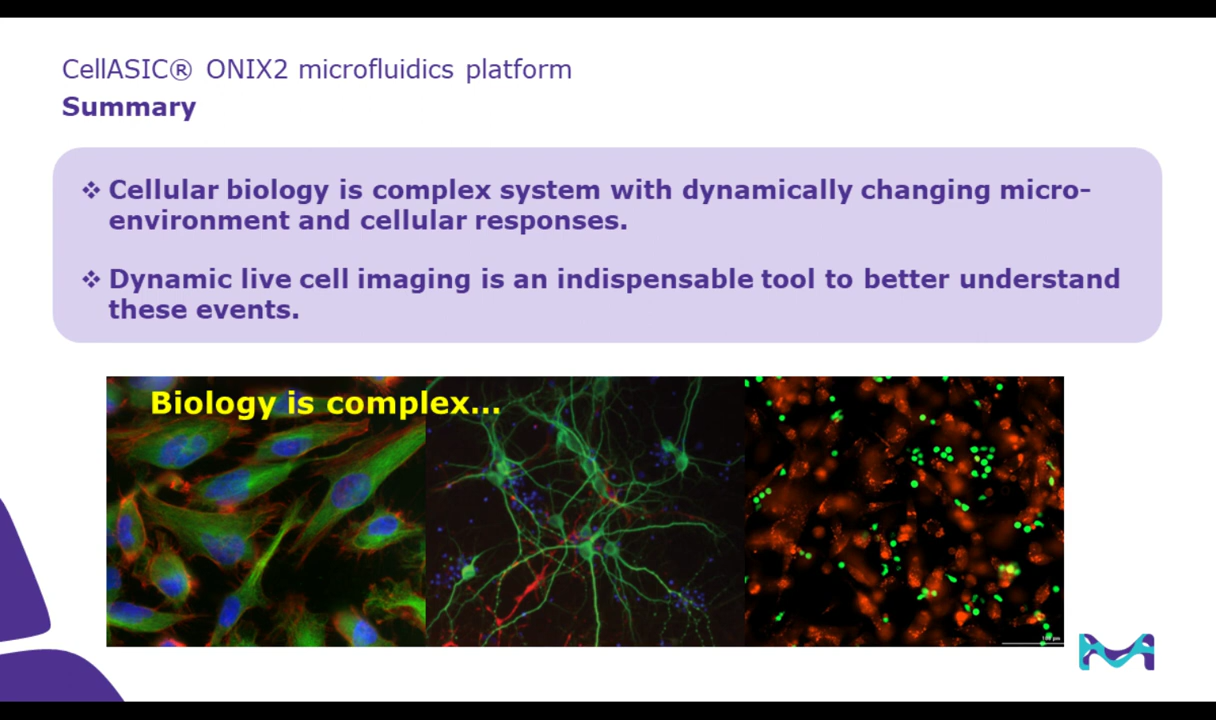 CellASIC® ONIX2 microfluidics platform
Summary
❖ Cellular biology is complex system with dynamically changing micro-
environment and cellular responses.
❖ Dynamic live cell imaging is an indispensable tool to better understand
these events.
Biology is complex...